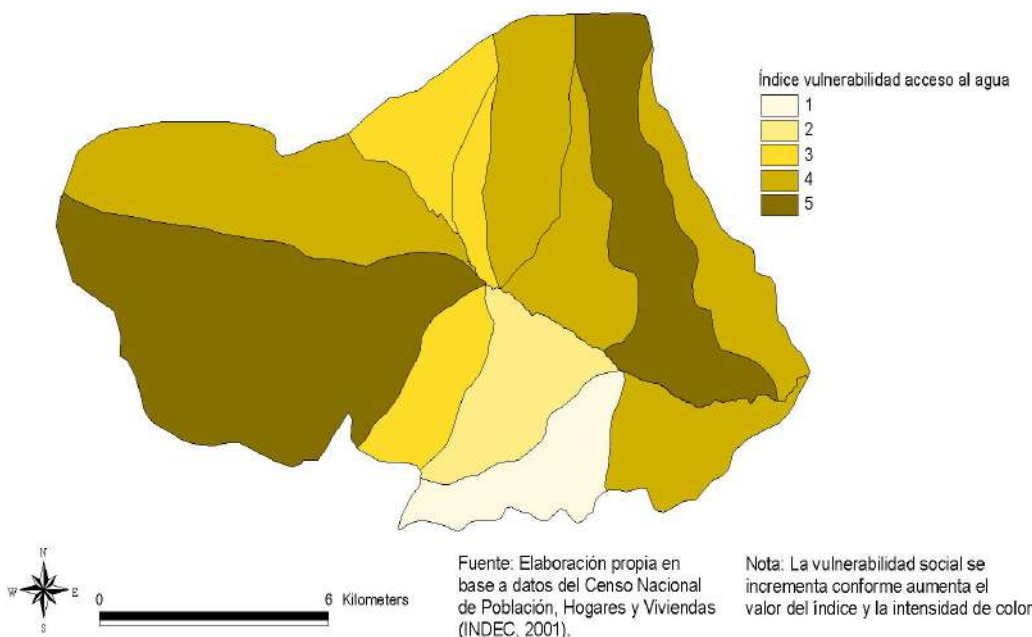 Índice vulnerabilidad acceso al agua
1
2
3
4
5
N
W E
S
0 6 Kilometers
Fuente: Elaboración propia en
base a datos del Censo Nacional
de Población, Hogares y Viviendas
(INDEC, 2001).
Nota: La vulnerabilidad social se
incrementa conforme aumenta el
valor del índice y la intensidad de color